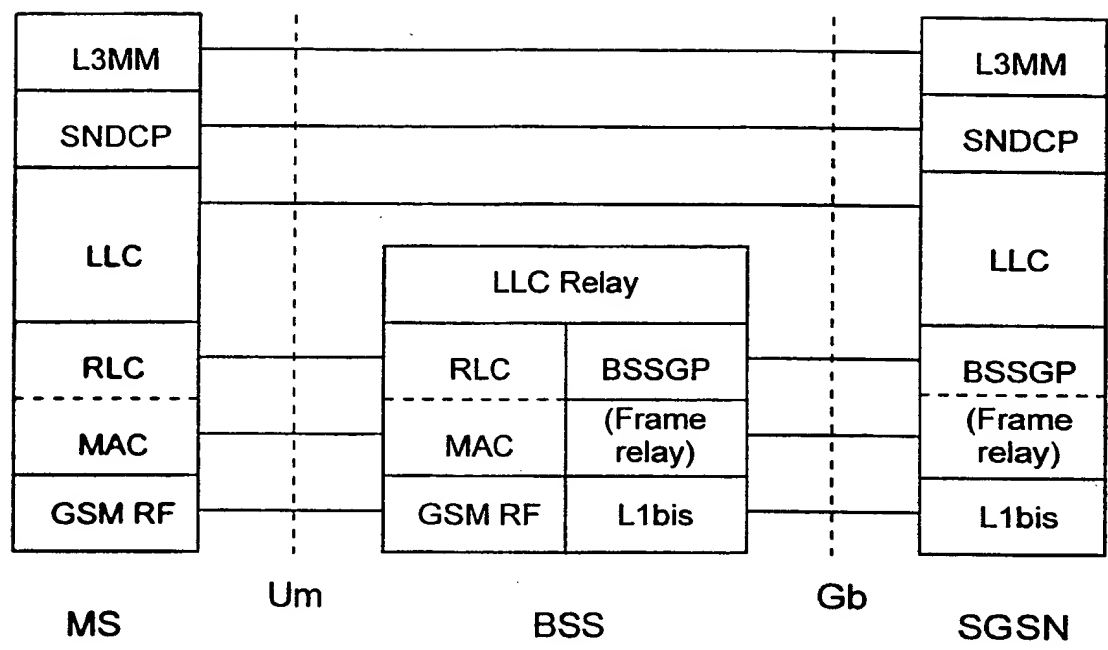 L3MM
SNDCP
LLC
RLC
MAC
GSM RF
MS
Um
LLC Relay
RLC
BSSGP
MAC
(Frame
relay)
GSM RF
L1bis
BSS
Gb
L3MM
SNDCP
LLC
BSSGP
(Frame
relay)
L1bis
SGSN